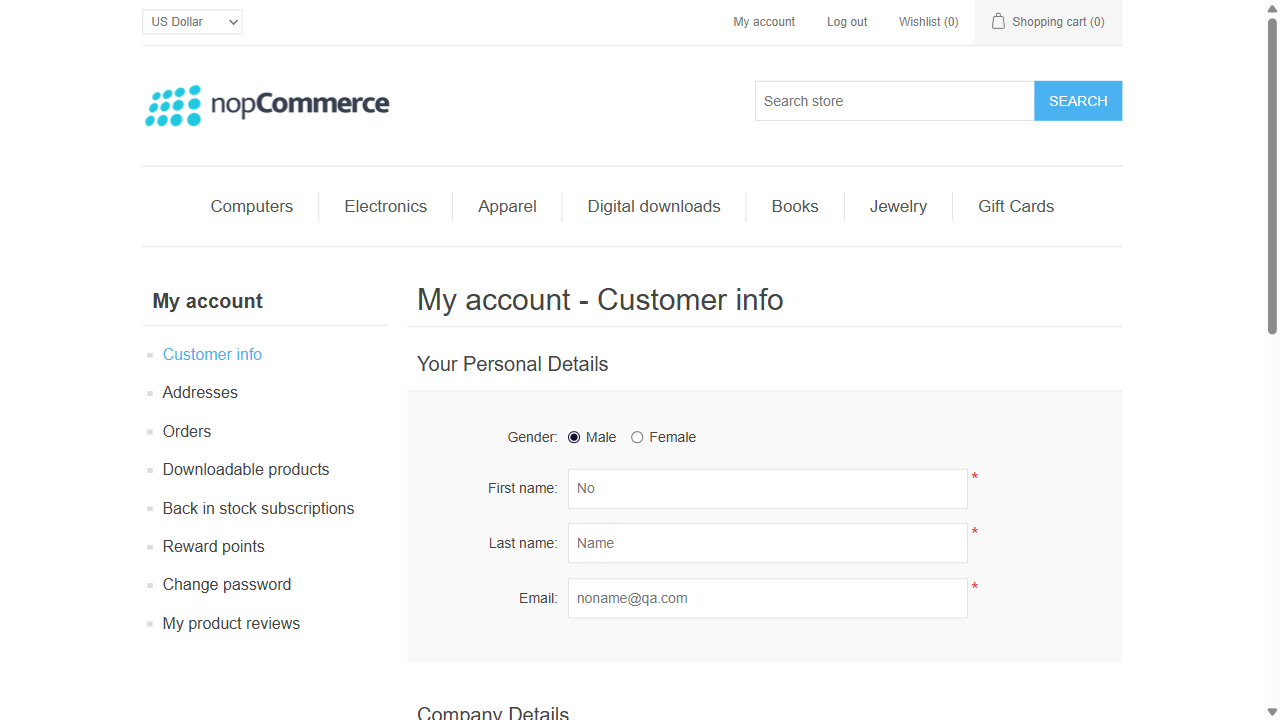 US Dollar
My account
Log out
Wishlist (0)
Shopping cart (0)
nopCommerce
Search store
SEARCH
Computers
Electronics
Apparel
Digital downloads
Books
Jewelry
Gift Cards
My account
Customer info
Addresses
Orders
Downloadable products
Back in stock subscriptions
Reward points
Change password
My product reviews
My account - Customer info
Your Personal Details
Gender: Male Female
First name: No *
Last name: Name *
Email: noname@qa.com *
Company Details